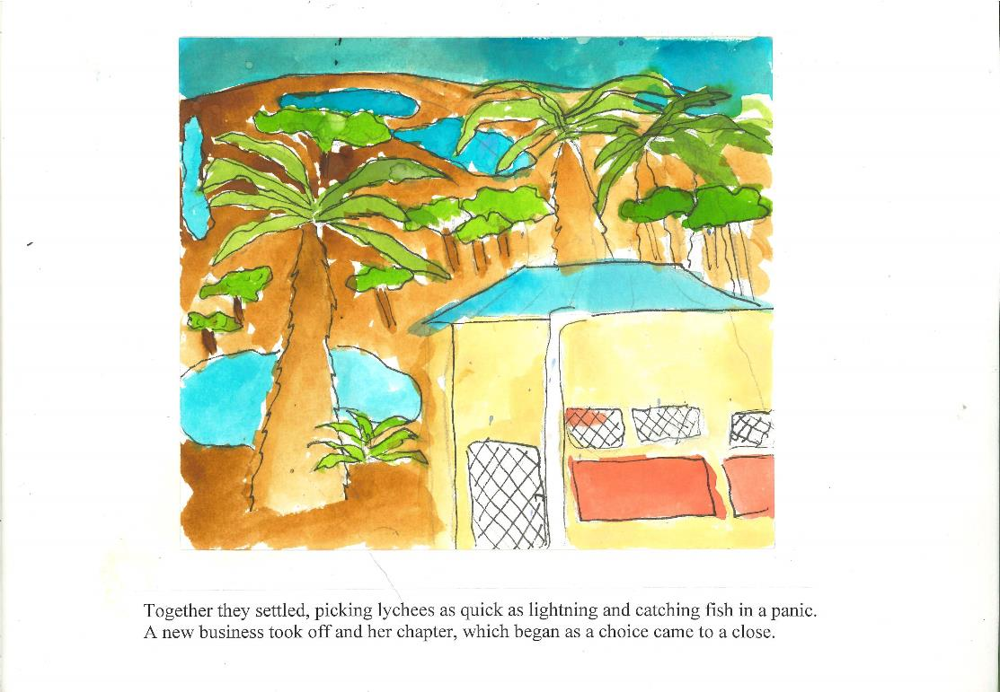 Together they settled, picking lychees as quick as lightning and catching fish in a panic.
A new business took off and her chapter, which began as a choice came to a close.